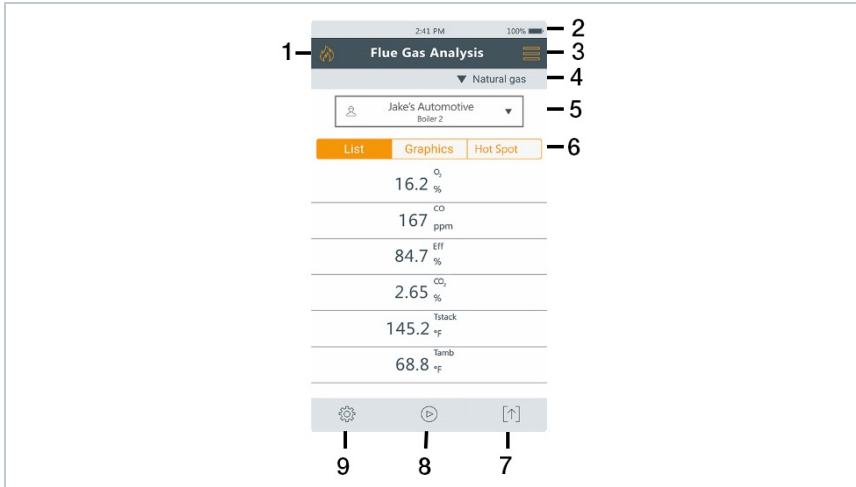 2:41 PM 100% 2
1 Flue Gas Analysis 3
Natural gas 4
Jake's Automotive 5
Boiler 2
List Graphics Hot Spot 6
16.2 O₂ %
167 CO ppm
84.7 Eff %
2.65 CO₂ %
145.2 Tstack °F
68.8 Tamb °F
9 8 7